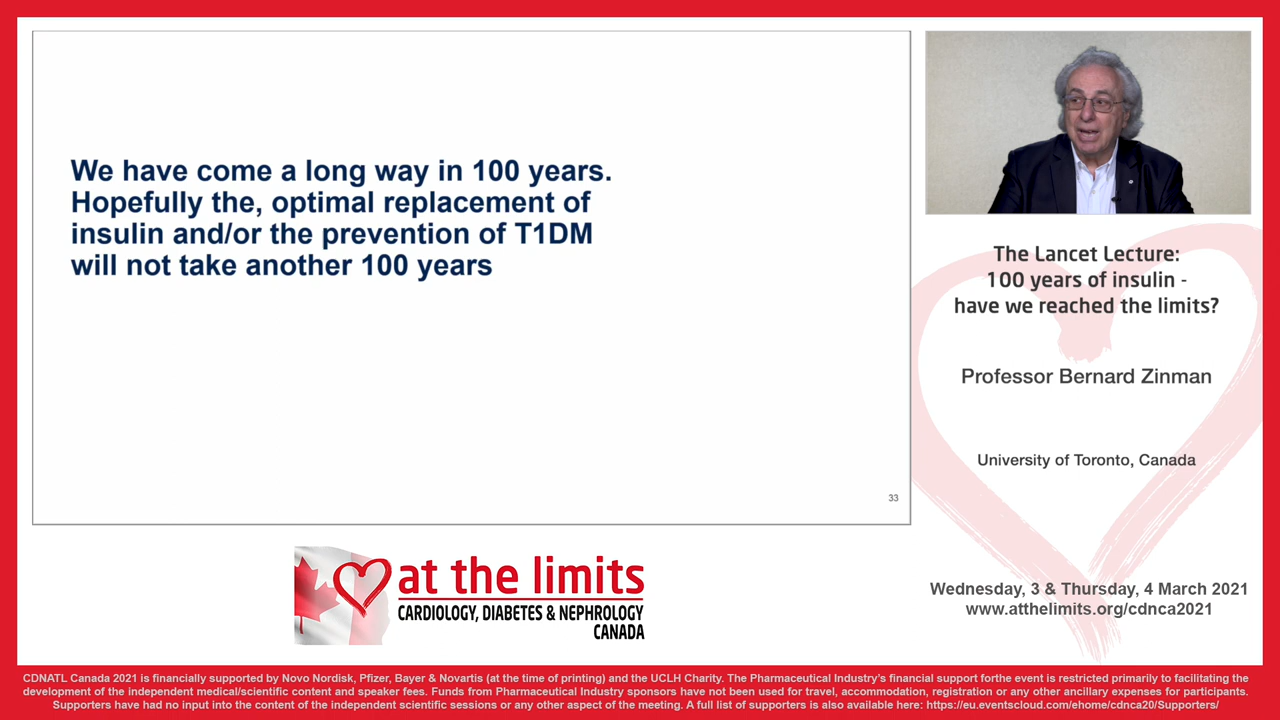 We have come a long way in 100 years.
Hopefully the, optimal replacement of
insulin and/or the prevention of T1DM
will not take another 100 years
33
The Lancet Lecture:
100 years of insulin -
have we reached the limits?
Professor Bernard Zinman
University of Toronto, Canada
at the limits
CARDIOLOGY, DIABETES & NEPHROLOGY
CANADA
Wednesday, 3 & Thursday, 4 March 2021
www.atthelimits.org/cdnca2021
CDNATL Canada 2021 is financially supported by Novo Nordisk, Pfizer, Bayer & Novartis (at the time of printing) and the UCLH Charity. The Pharmaceutical Industry's financial support forthe event is restricted primarily to facilitating the
development of the independent medical/scientific content and speaker fees. Funds from Pharmaceutical Industry sponsors have not been used for travel, accommodation, registration or any other ancillary expenses for participants.
Supporters have had no input into the content of the independent scientific sessions or any other aspect of the meeting. A full list of supporters is also available here: https://eu.eventscloud.com/ehome/cdnca20/Supporters/